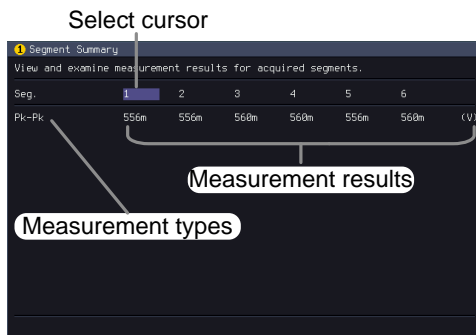 Select cursor
1 Segment Summary
View and examine measurement results for acquired segments.
Seg. 1 2 3 4 5 6
Pk-Pk 556m 556m 560m 560m 556m 560m (V)
Measurement results
Measurement types